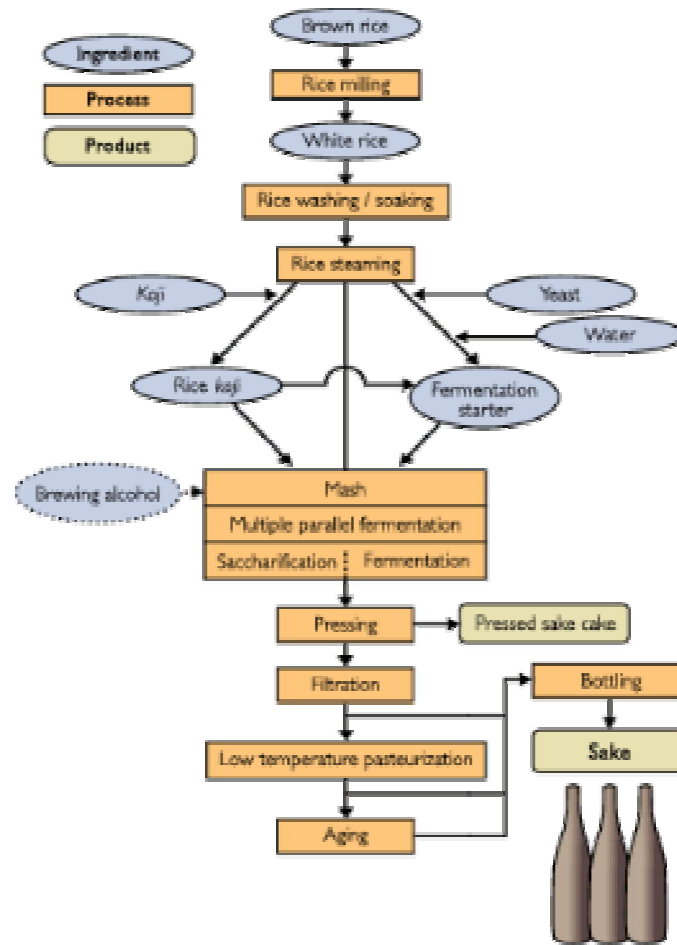 Ingredient
Process
Product
Brown rice
Rice milling
White rice
Rice washing / soaking
Rice steaming
Koji
Yeast
Water
Rice koji
Fermentation
starter
Brewing alcohol
Mash
Multiple parallel fermentation
Saccharification
Fermentation
Pressing
Pressed sake cake
Filtration
Bottling
Low temperature pasteurization
Sake
Aging